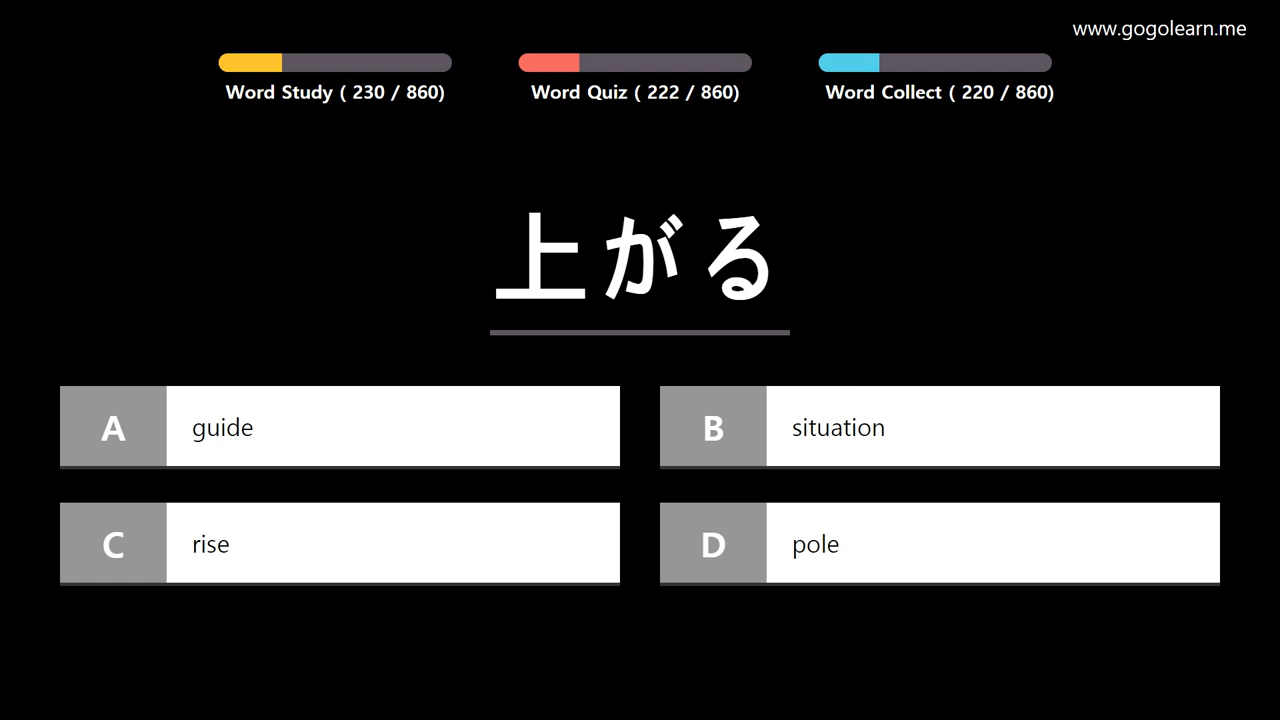 www.gogolearn.me
Word Study ( 230 / 860)
Word Quiz ( 222 / 860)
Word Collect ( 220 / 860)
上がる
A guide
B situation
C rise
D pole